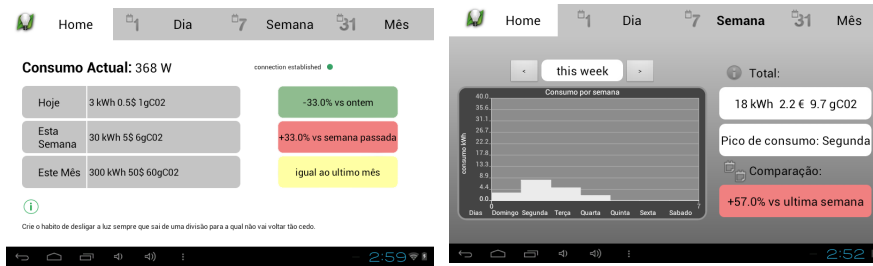 Home
1 Dia
7 Semana
31 Mês
Consumo Actual: 368 W
connection established
Hoje
3 kWh 0.5$ 1gC02
-33.0% vs ontem
Esta
Semana
30 kWh 5$ 6gC02
+33.0% vs semana passada
Este Mês
300 kWh 50$ 60gC02
igual ao ultimo mês
Crie o habito de desligar a luz sempre que sai de uma divisão para a qual não vai voltar tão cedo.
2:59
Home
1 Dia
7 Semana
31 Mês
<
this week
>
Consumo por semana
consumo kWh
40.0
35.6
31.1
26.7
22.2
17.8
13.3
8.9
4.4
0.0
0
7
Dias Domingo Segunda Terça Quarta Quinta Sexta Sabado
Total:
18 kWh 2.2 € 9.7 gC02
Pico de consumo: Segunda
Comparação:
+57.0% vs ultima semana
2:52